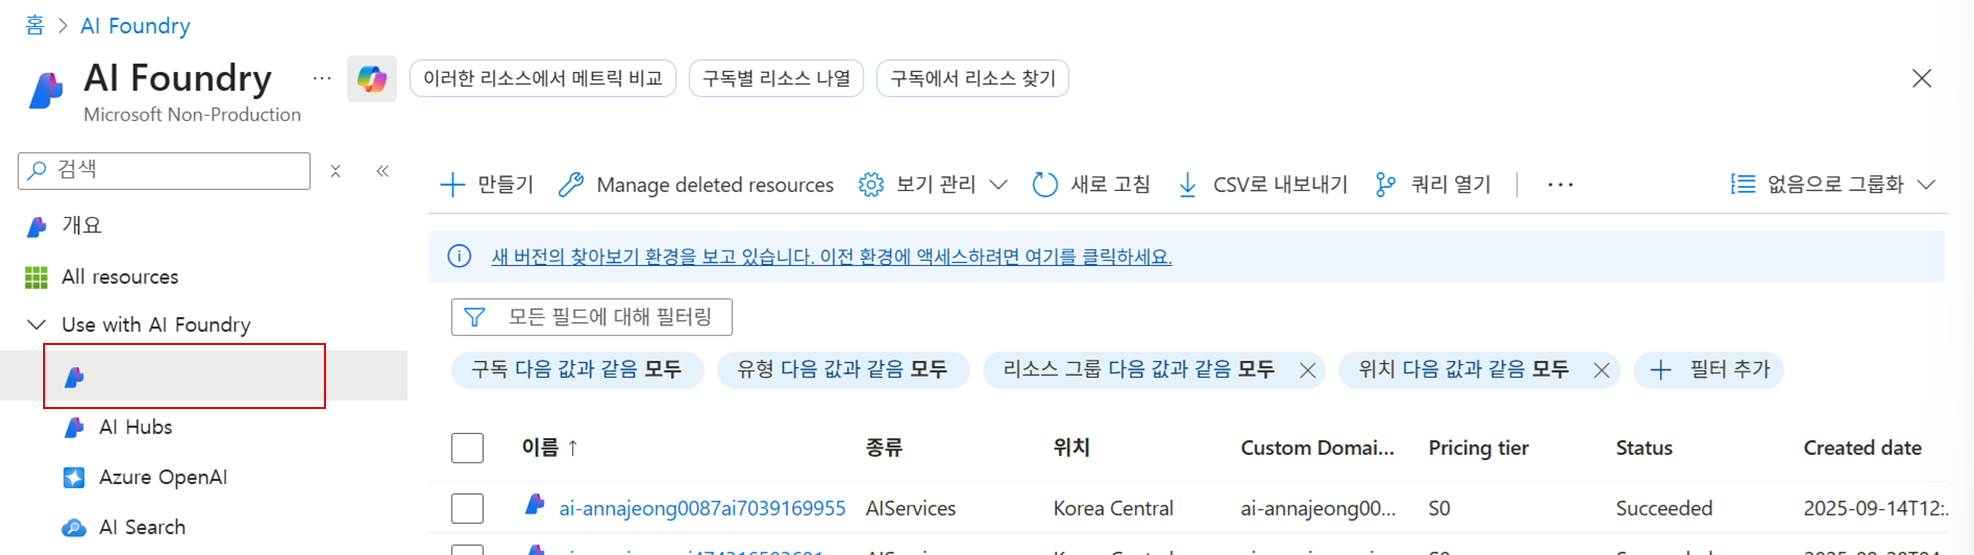 홈 > AI Foundry
AI Foundry
···
이러한 리소스에서 메트릭 비교
구독별 리소스 나열
구독에서 리소스 찾기
Microsoft Non-Production
검색
만들기
Manage deleted resources
보기 관리
새로 고침
CSV로 내보내기
쿼리 열기
···
없음으로 그룹화
개요
All resources
Use with AI Foundry
AI Hubs
Azure OpenAI
AI Search
새 버전의 찾아보기 환경을 보고 있습니다. 이전 환경에 액세스하려면 여기를 클릭하세요.
모든 필드에 대해 필터링
구독 다음 값과 같음 모두
유형 다음 값과 같음 모두
리소스 그룹 다음 값과 같음 모두
위치 다음 값과 같음 모두
필터 추가
이름 ↑ 종류 위치 Custom Domai... Pricing tier Status Created date
ai-annajeong0087ai7039169955 AIServices Korea Central ai-annajeong00... S0 Succeeded 2025-09-14T12:..